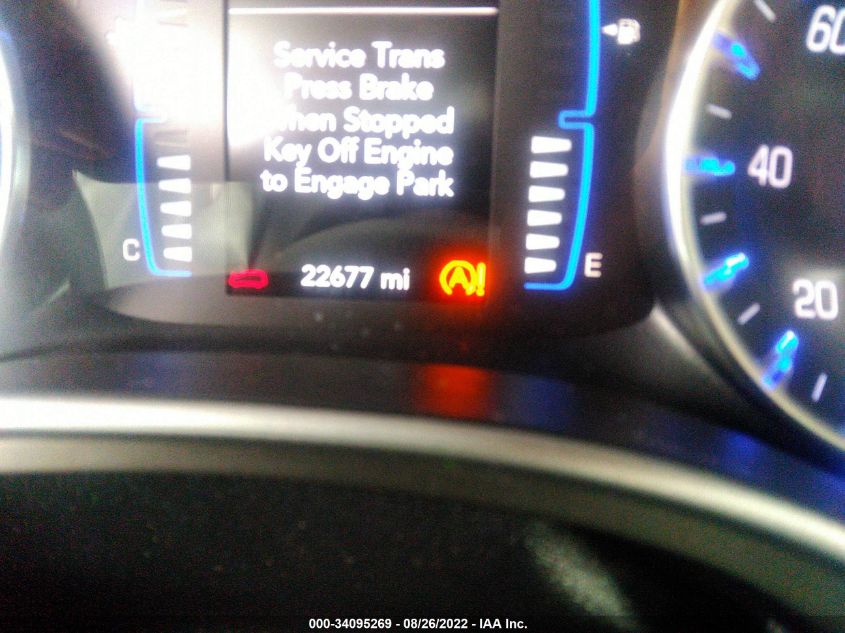 Service Trans
Press Brake
When Stopped
Key Off Engine
to Engage Park
60
40
20
C
E
22677 mi
A!
000-34095269 - 08/26/2022 - IAA Inc.